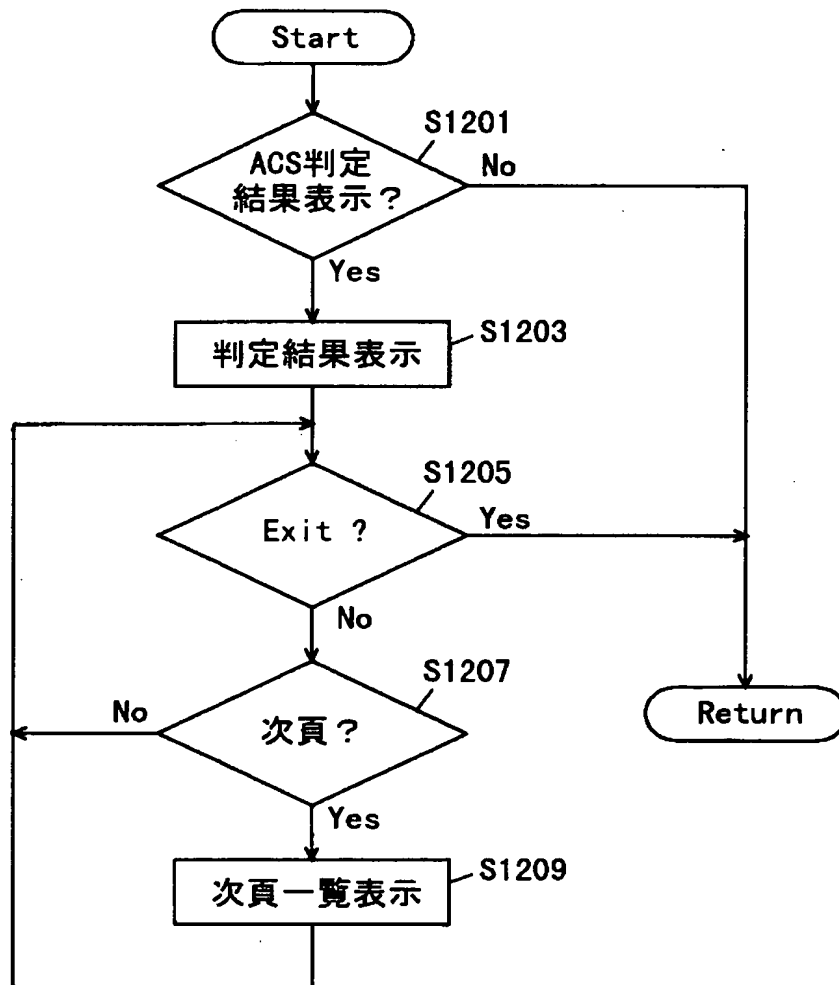 Start
S1201
ACS判定
結果表示？
No
Yes
S1203
判定結果表示
S1205
Exit ?
Yes
No
S1207
No
次頁？
Return
Yes
S1209
次頁一覧表示